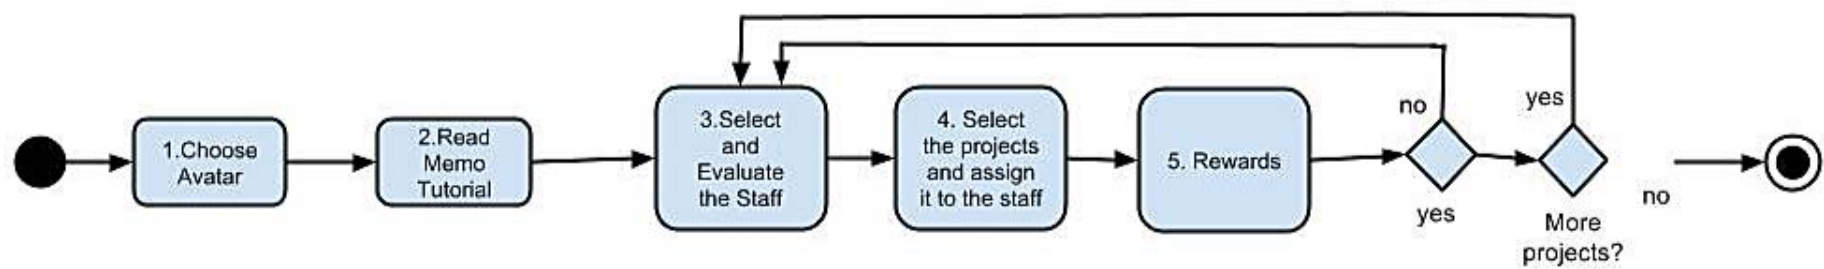 1.Choose
Avatar
2.Read
Memo
Tutorial
3.Select
and
Evaluate
the Staff
4. Select
the projects
and assign
it to the staff
5. Rewards
no
yes
yes
More
projects?
no